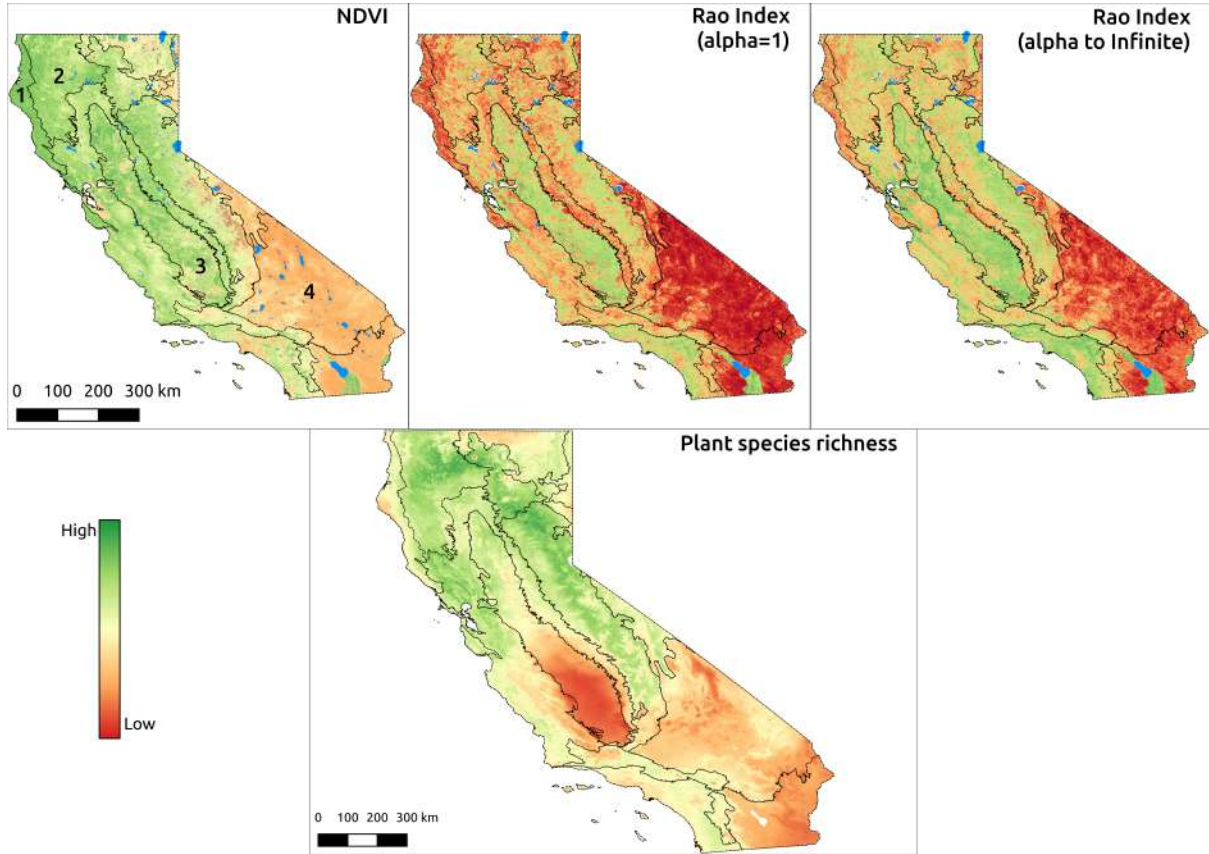 NDVI
Rao Index
(alpha=1)
Rao Index
(alpha to Infinite)
1
2
3
4
0 100 200 300 km
Plant species richness
High
Low
0 100 200 300 km